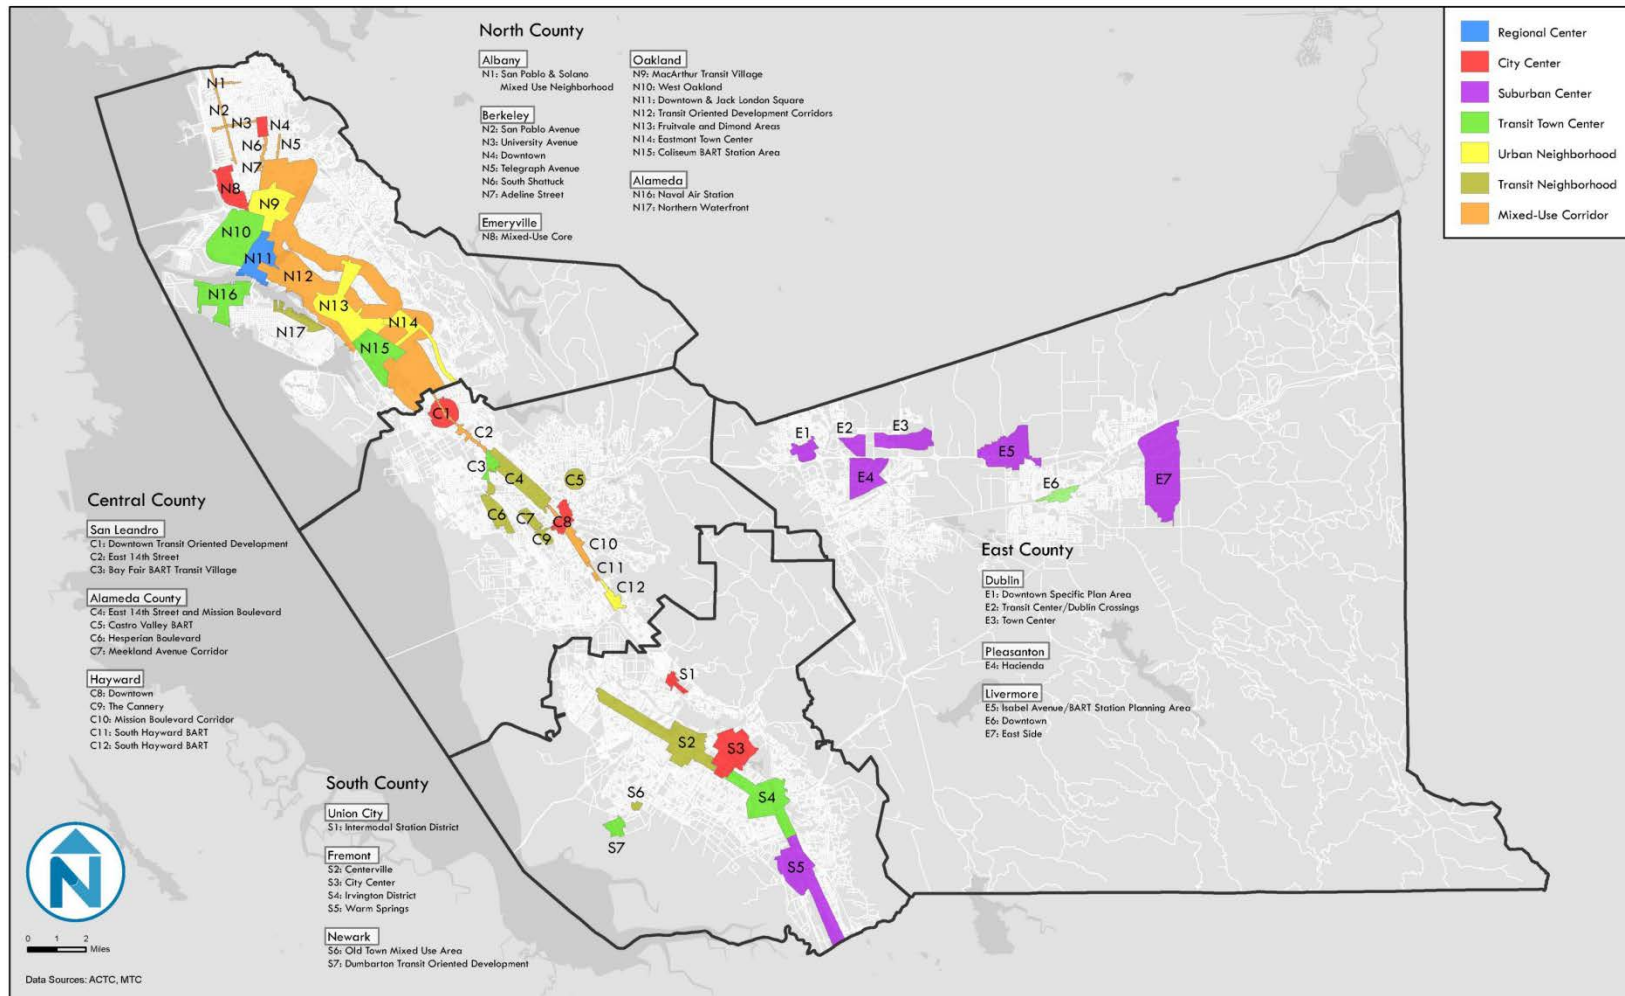 North County
Albany
N1: San Pablo & Solano
Mixed Use Neighborhood
Berkeley
N2: San Pablo Avenue
N3: University Avenue
N4: Downtown
N5: Telegraph Avenue
N6: South Shattuck
N7: Adeline Street
Emeryville
N8: Mixed-Use Core
Oakland
N9: MacArthur Transit Village
N10: West Oakland
N11: Downtown & Jack London Square
N12: Transit Oriented Development Corridors
N13: Fruitvale and Dimond Areas
N14: Eastmont Town Center
N15: Coliseum BART Station Area
Alameda
N16: Naval Air Station
N17: Northern Waterfront
Regional Center
City Center
Suburban Center
Transit Town Center
Urban Neighborhood
Transit Neighborhood
Mixed-Use Corridor
N1
N2
N3
N4
N6
N5
N7
N8
N9
N10
N11
N12
N16
N13
N17
N14
N15
C1
C2
C3
C4
C5
C6
C7
C8
C9
C10
C11
C12
E1
E2
E3
E4
E5
E6
E7
S1
S2
S3
S4
S6
S7
S5
Central County
San Leandro
C1: Downtown Transit Oriented Development
C2: East 14th Street
C3: Bay Fair BART Transit Village
Alameda County
C4: East 14th Street and Mission Boulevard
C5: Castro Valley BART
C6: Hesperian Boulevard
C7: Meekland Avenue Corridor
Hayward
C8: Downtown
C9: The Cannery
C10: Mission Boulevard Corridor
C11: South Hayward BART
C12: South Hayward BART
East County
Dublin
E1: Downtown Specific Plan Area
E2: Transit Center/Dublin Crossings
E3: Town Center
Pleasanton
E4: Hacienda
Livermore
E5: Isabel Avenue/BART Station Planning Area
E6: Downtown
E7: East Side
South County
Union City
S1: Intermodal Station District
Fremont
S2: Centerville
S3: City Center
S4: Irvington District
S5: Warm Springs
Newark
S6: Old Town Mixed Use Area
S7: Dumbarton Transit Oriented Development
N
0 1 2
Miles
Data Sources: ACTC, MTC